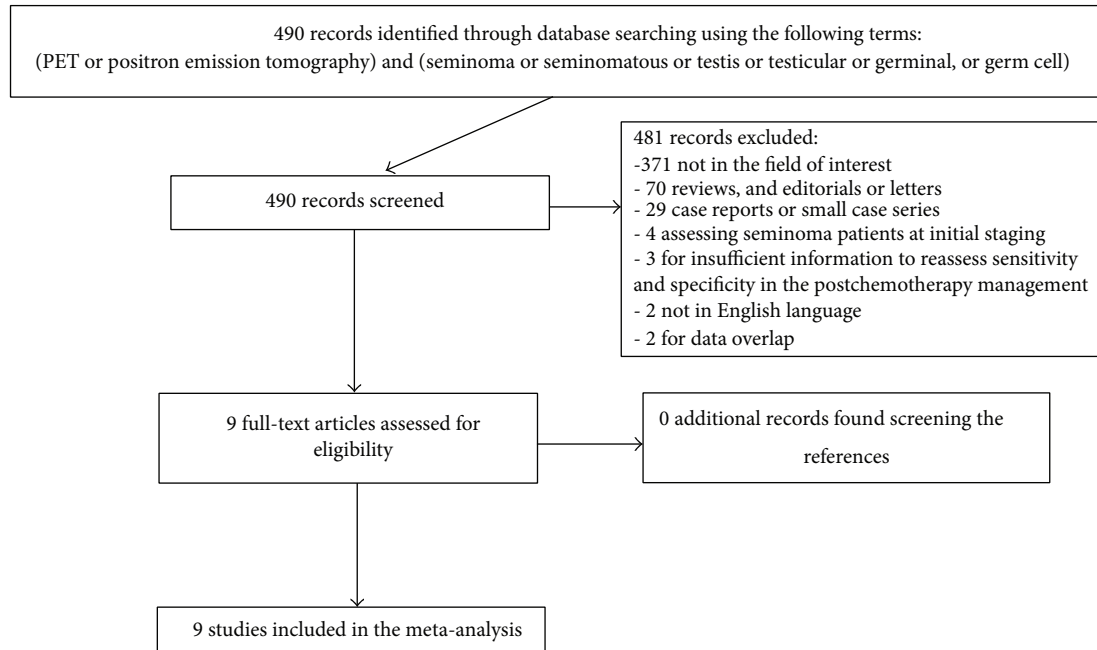 490 records identified through database searching using the following terms:
(PET or positron emission tomography) and (seminoma or seminomatous or testis or testicular or germinal, or germ cell)
490 records screened
481 records excluded:
-371 not in the field of interest
- 70 reviews, and editorials or letters
- 29 case reports or small case series
- 4 assessing seminoma patients at initial staging
- 3 for insufficient information to reassess sensitivity
and specificity in the postchemotherapy management
- 2 not in English language
- 2 for data overlap
9 full-text articles assessed for
eligibility
0 additional records found screening the
references
9 studies included in the meta-analysis